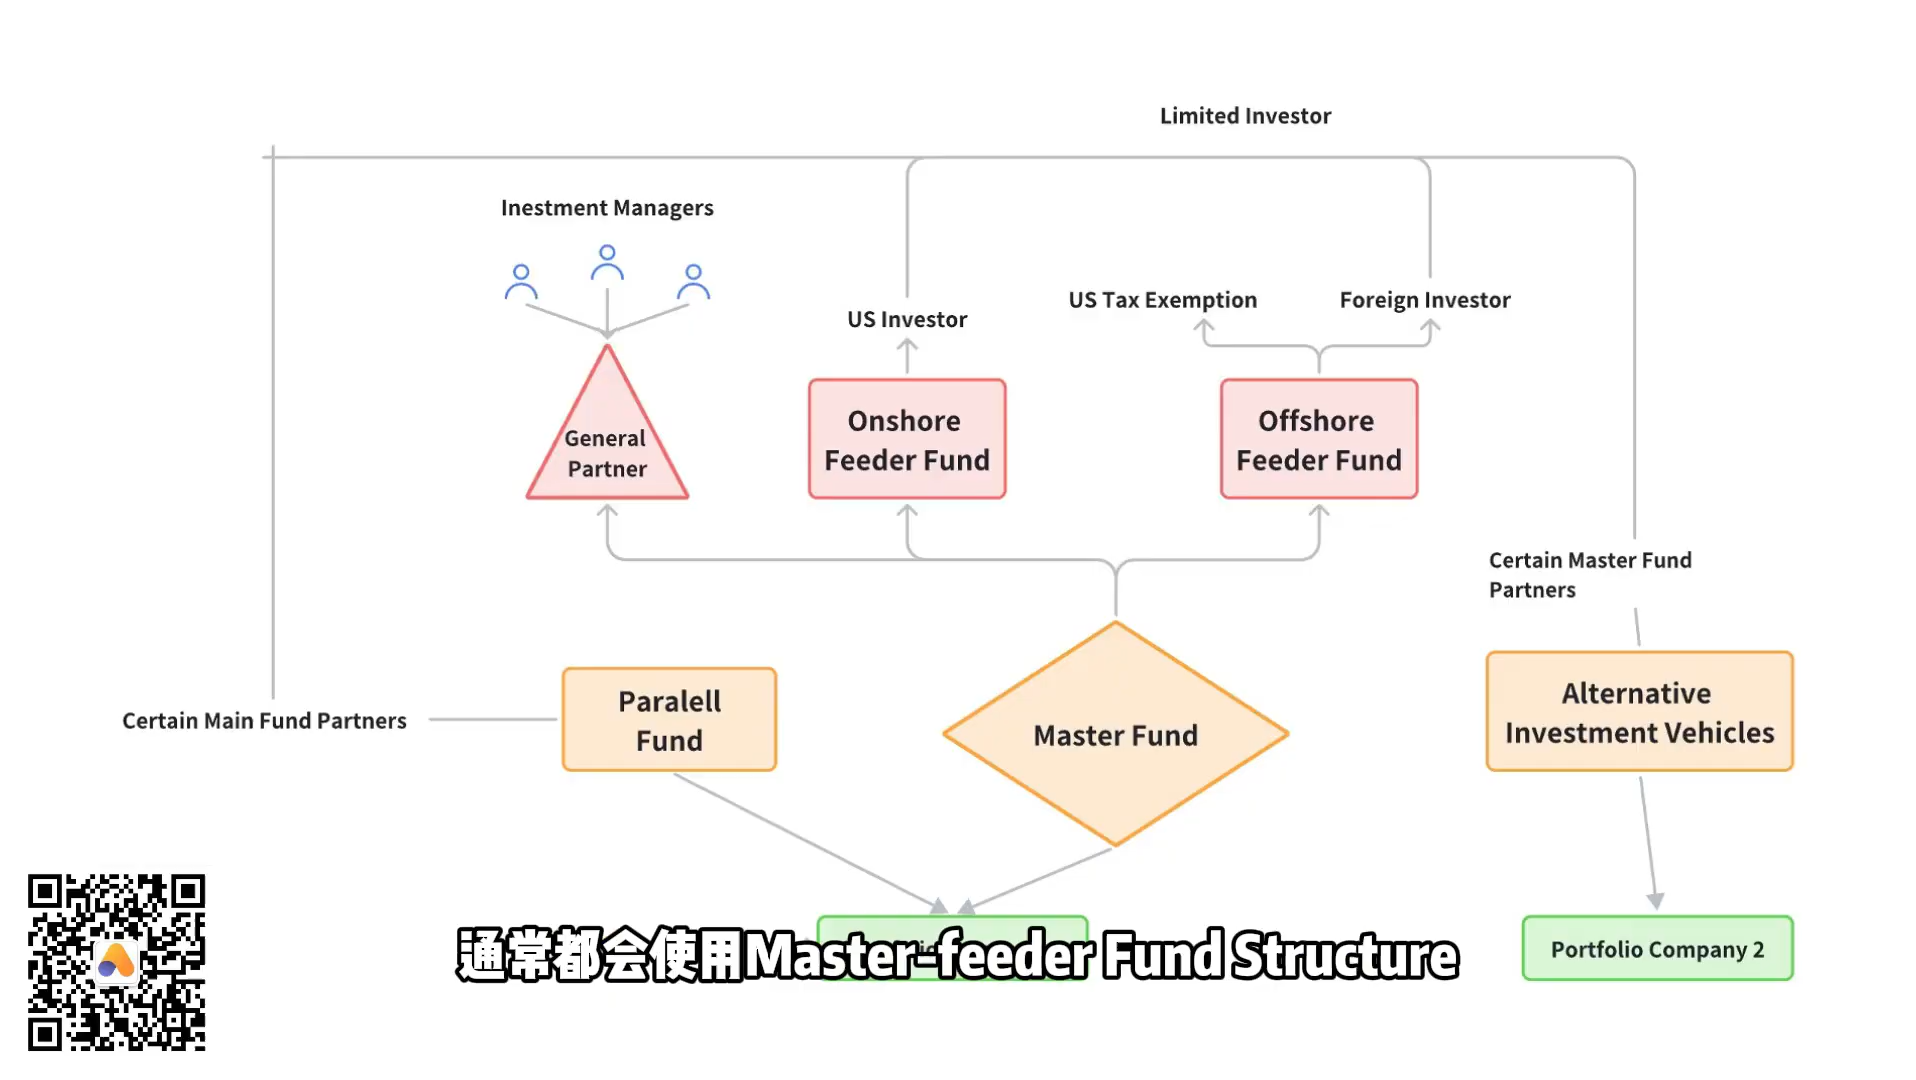 Limited Investor
Inestment Managers
US Investor
US Tax Exemption
Foreign Investor
General
Partner
Onshore
Feeder Fund
Offshore
Feeder Fund
Certain Master Fund
Partners
Certain Main Fund Partners
Paralell
Fund
Master Fund
Alternative
Investment Vehicles
通常都会使用Master-feeder Fund Structure
Portfolio Company 2